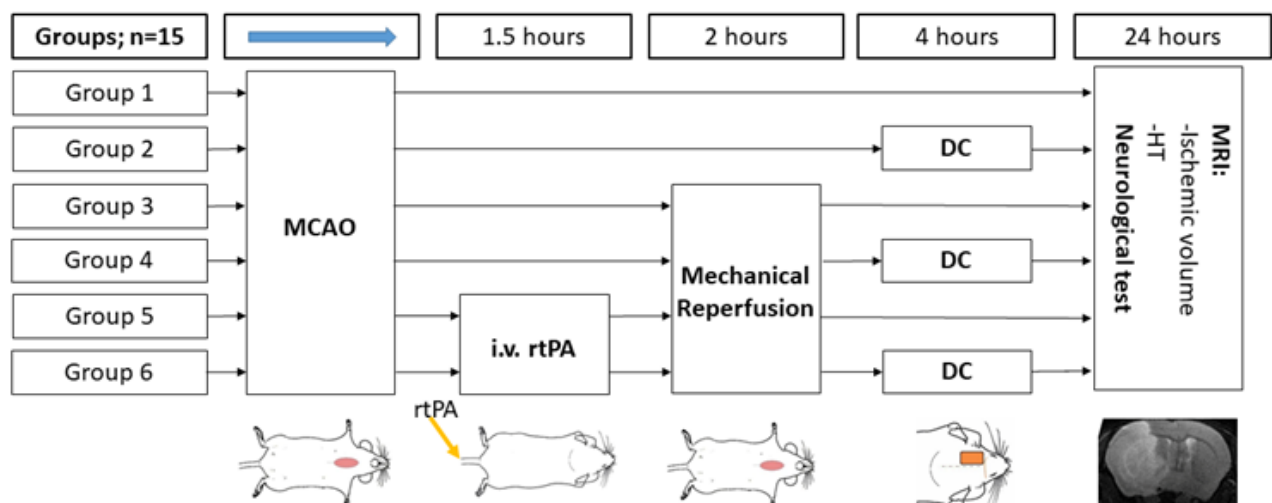 Groups; n=15
1.5 hours
2 hours
4 hours
24 hours
Group 1
Group 2
Group 3
Group 4
Group 5
Group 6
MCAO
i.v. rtPA
Mechanical
Reperfusion
DC
DC
DC
MRI:
-Ischemic volume
-HT
Neurological test
rtPA